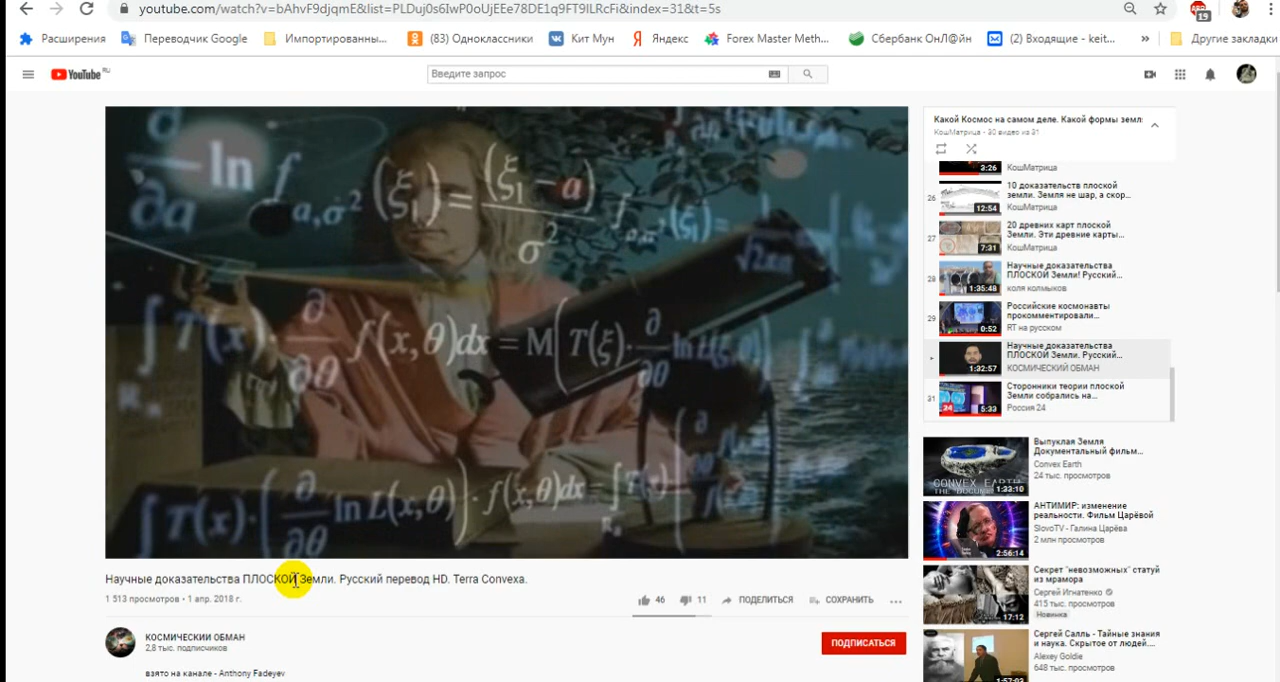 youtube.com/watch?v=bAhvF9djqmE&list=PLDuj0s6IwP0oUjEEe78DE1q9FT9ILRcFi&index=31&t=5s
19
Расширения
Переводчик Google
Импортированны...
(83) Одноклассники
Кит Мун
Яндекс
Forex Master Meth...
Сбербанк ОнЛ@йн
(2) Входящие - keit...
»
Другие закладки
YouTube RU
Введите запрос
Какой Космос на самом деле. Какой формы земл
КошМатрица - 30 видео из 31
3:26
КошМатрица
26
12:54
10 доказательств плоской
земли. Земля не шар, а скор...
КошМатрица
27
7:31
20 древних карт плоской
Земли. Эти древние карты...
КошМатрица
28
1:35:48
Научные доказательства
ПЛОСКОЙ Земли! Русский...
коля колмыков
29
0:52
Российские космонавты
прокомментировали...
RT на русском
1:32:57
Научные доказательства
ПЛОСКОЙ Земли. Русский...
КОСМИЧЕСКИЙ ОБМАН
31
24
5:33
Сторонники теории плоской
Земли собрались на...
Россия 24
Выпуклая Земля
Документальный фильм...
Convex Earth
24 тыс. просмотров
CONVEX EARTH
1:33:10
АНТИМИР: изменение
реальности. Фильм Царёвой
SlovoTV - Галина Царёва
2 млн просмотров
2:56:14
Секрет "невозможных" статуй
из мрамора
Сергей Игнатенко
415 тыс. просмотров
Новинка
17:12
Сергей Салль - Тайные знания
и наука. Скрытое от людей....
Alexey Goldie
648 тыс. просмотров
1:57:03
Научные доказательства ПЛОСКОЙ Земли. Русский перевод HD. Terra Convexa.
1 513 просмотров • 1 апр. 2018 г.
46
11
ПОДЕЛИТЬСЯ
СОХРАНИТЬ
...
КОСМИЧЕСКИЙ ОБМАН
2,8 тыс. подписчиков
ПОДПИСАТЬСЯ
взято на канале - Anthony Fadeyev